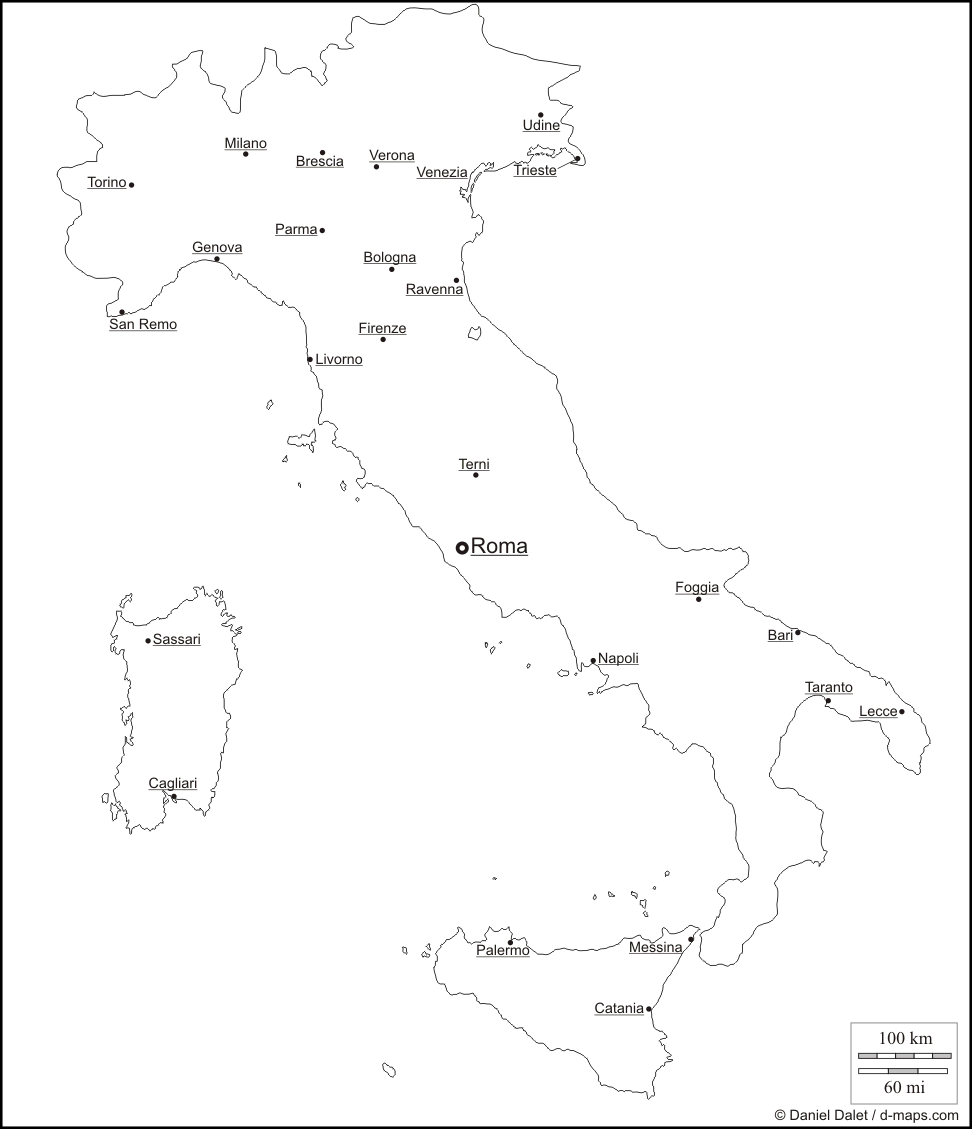 Udine
Milano
Brescia
Verona
Venezia
Trieste
Torino
Parma
Genova
Bologna
Ravenna
San Remo
Firenze
Livorno
Terni
Roma
Foggia
Bari
Sassari
Napoli
Taranto
Lecce
Cagliari
Palermo
Messina
Catania
100 km
60 mi
© Daniel Dalet / d-maps.com